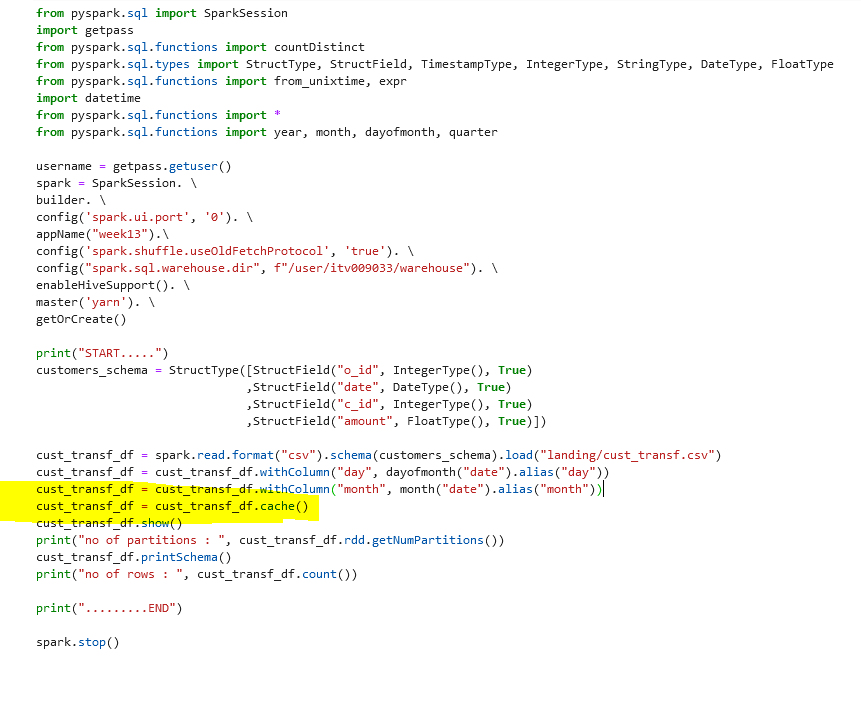 from pyspark.sql import SparkSession
import getpass
from pyspark.sql.functions import countDistinct
from pyspark.sql.types import StructType, StructField, TimestampType, IntegerType, StringType, DateType, FloatType
from pyspark.sql.functions import from_unixtime, expr
import datetime
from pyspark.sql.functions import *
from pyspark.sql.functions import year, month, dayofmonth, quarter

username = getpass.getuser()
spark = SparkSession. \
builder. \
config('spark.ui.port', '0'). \
appName("week13").\
config('spark.shuffle.useOldFetchProtocol', 'true'). \
config("spark.sql.warehouse.dir", f"/user/itv009033/warehouse"). \
enableHiveSupport(). \
master('yarn'). \
getOrCreate()

print("START.....")
customers_schema = StructType([StructField("o_id", IntegerType(), True)
                              ,StructField("date", DateType(), True)
                              ,StructField("c_id", IntegerType(), True)
                              ,StructField("amount", FloatType(), True)])

cust_transf_df = spark.read.format("csv").schema(customers_schema).load("landing/cust_transf.csv")
cust_transf_df = cust_transf_df.withColumn("day", dayofmonth("date").alias("day"))
cust_transf_df = cust_transf_df.withColumn("month", month("date").alias("month"))
cust_transf_df = cust_transf_df.cache()
cust_transf_df.show()
print("no of partitions : ", cust_transf_df.rdd.getNumPartitions())
cust_transf_df.printSchema()
print("no of rows : ", cust_transf_df.count())

print(".........END")

spark.stop()